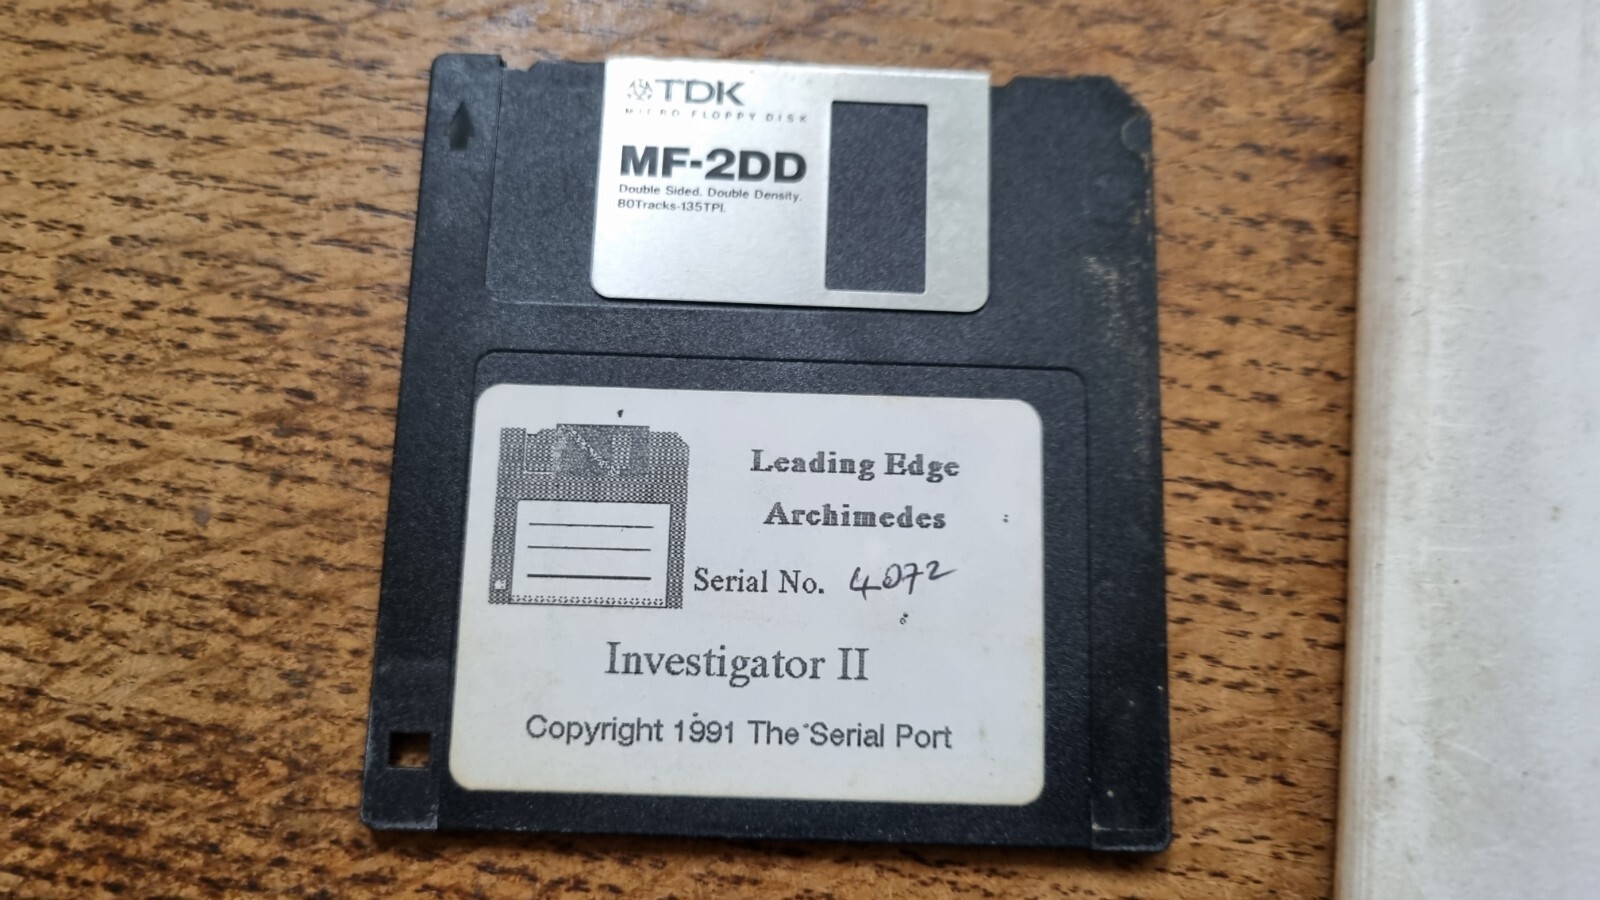 TDK
MICRO FLOPPY DISK
MF-2DD
Double Sided. Double Density.
80Tracks-135TPI.
Leading Edge
Archimedes
Serial No. 4072
Investigator II
Copyright 1991 The Serial Port